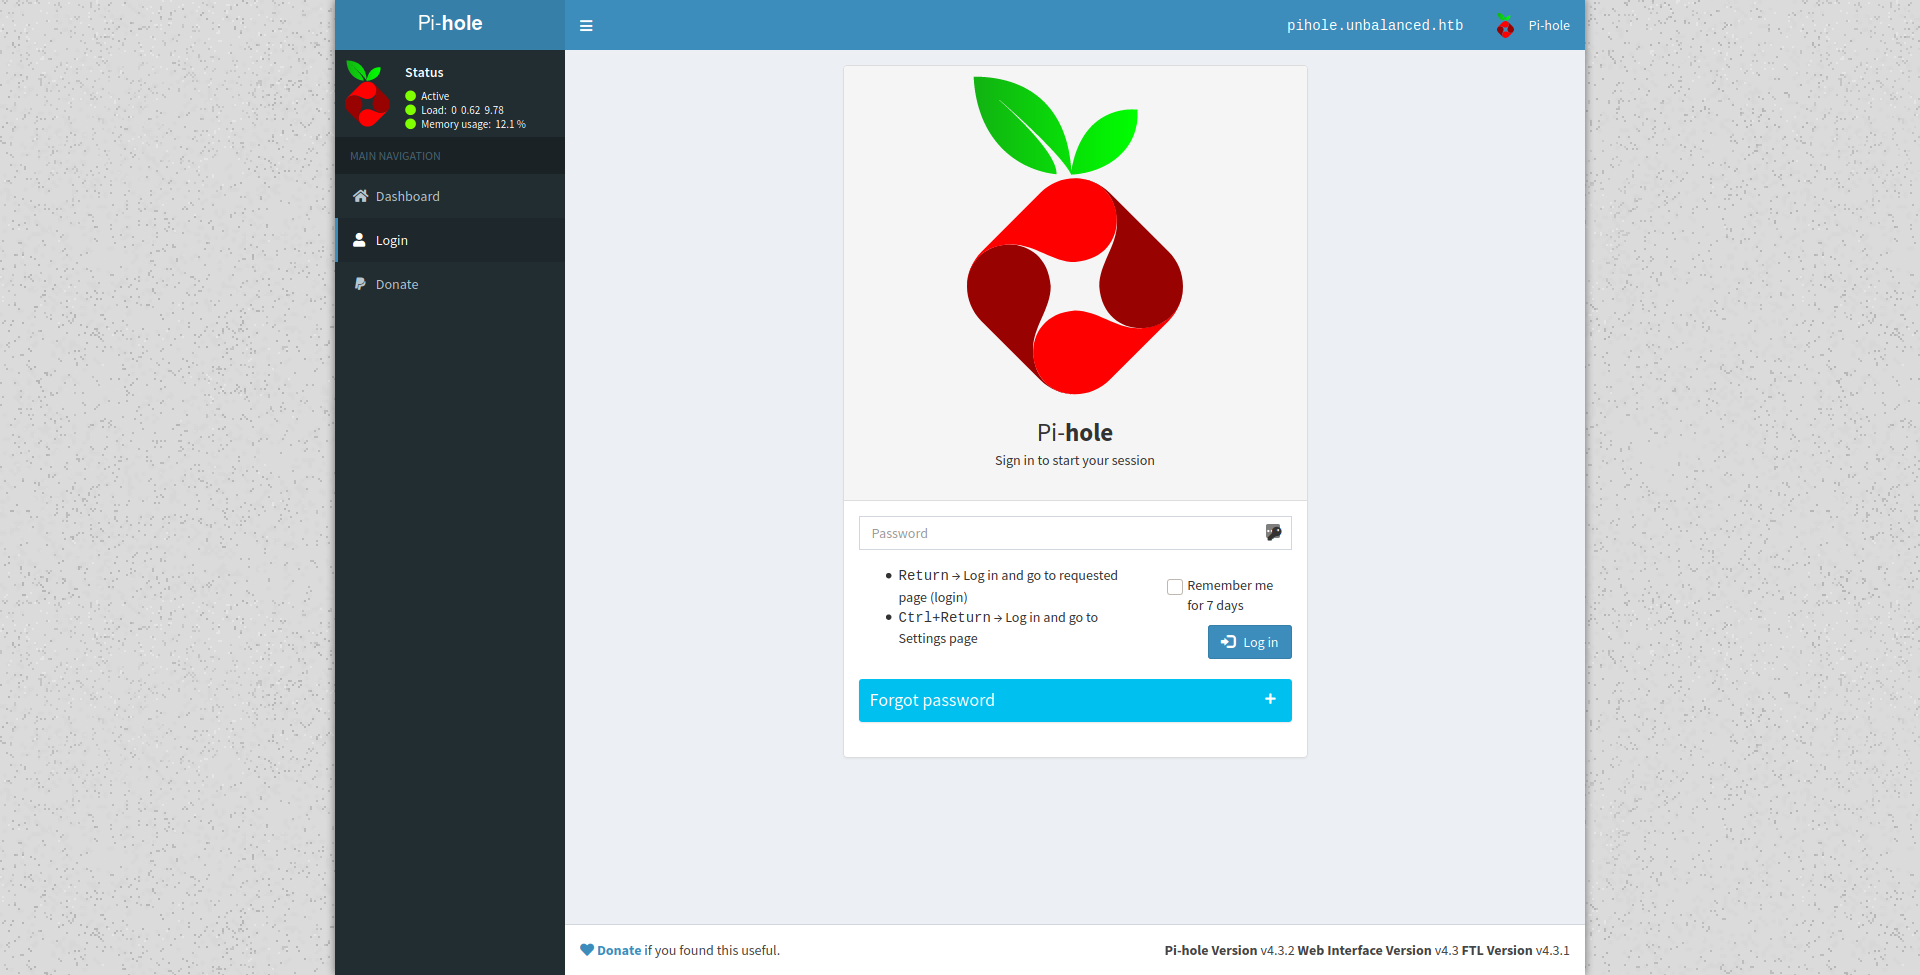 Pi-hole
pihole.unbalanced.htb
Pi-hole
Status
Active
Load: 0 0.62 9.78
Memory usage: 12.1 %
MAIN NAVIGATION
Dashboard
Login
Donate
Pi-hole
Sign in to start your session
Password
Return → Log in and go to requested
page (login)
Ctrl+Return → Log in and go to
Settings page
Remember me
for 7 days
Log in
Forgot password
Donate if you found this useful.
Pi-hole Version v4.3.2 Web Interface Version v4.3 FTL Version v4.3.1